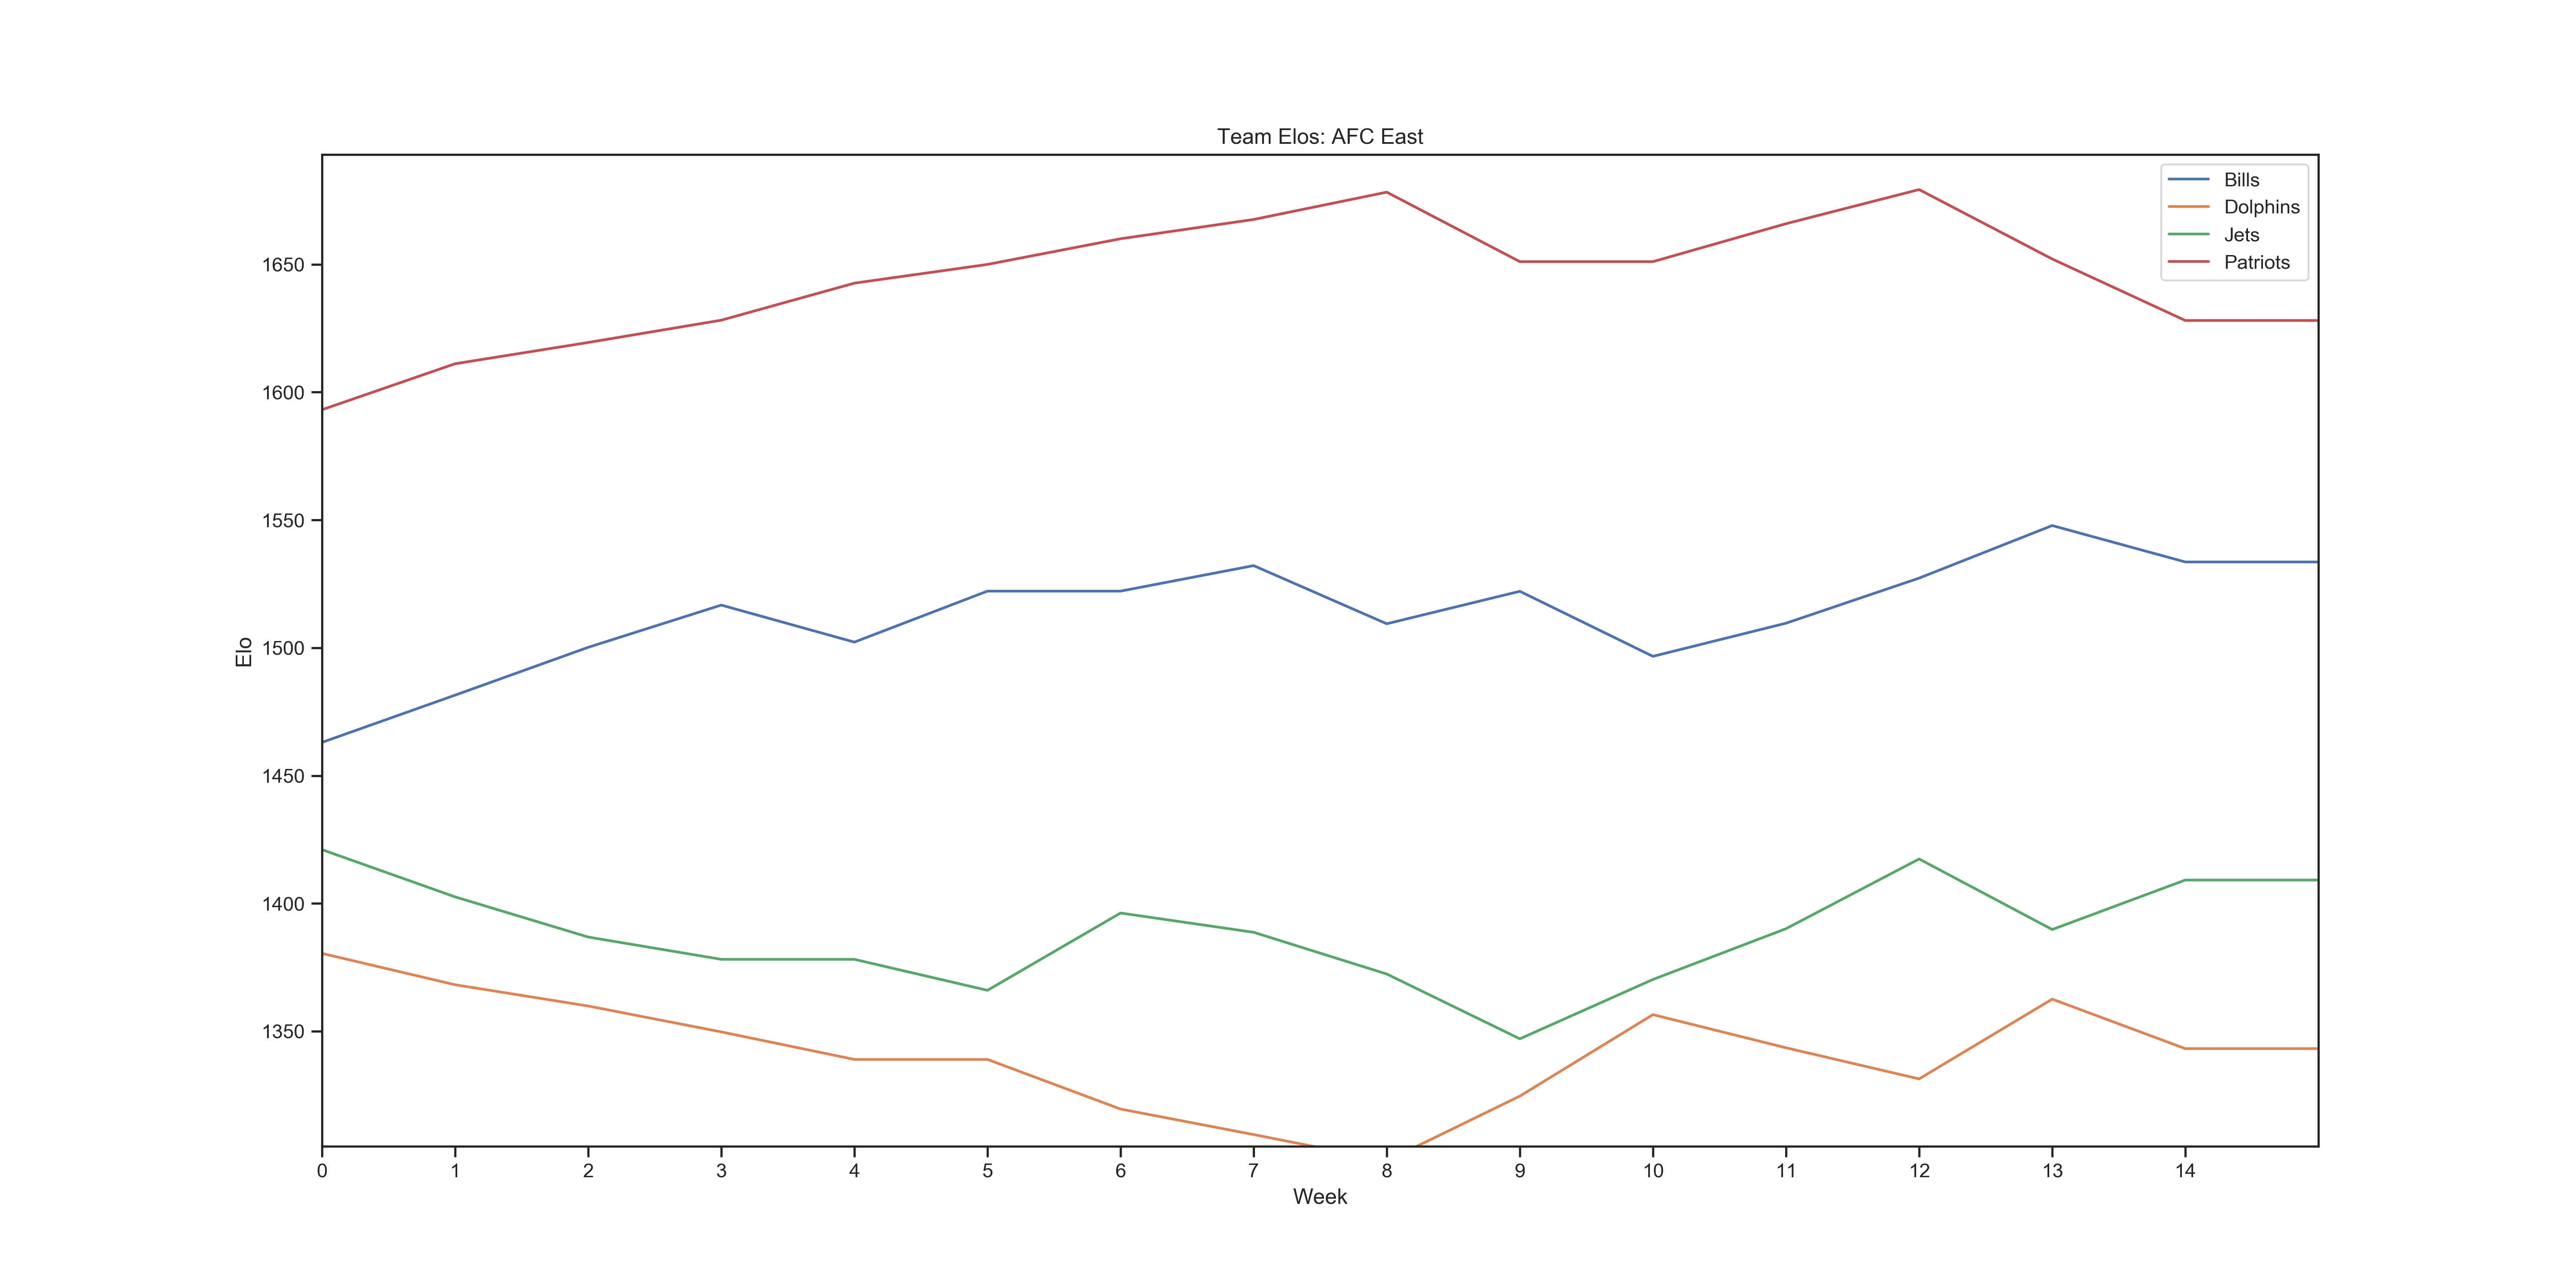 Team Elos: AFC East
Bills
Dolphins
Jets
Patriots
1650
1600
1550
1500
1450
1400
1350
Elo
0 1 2 3 4 5 6 7 8 9 10 11 12 13 14
Week